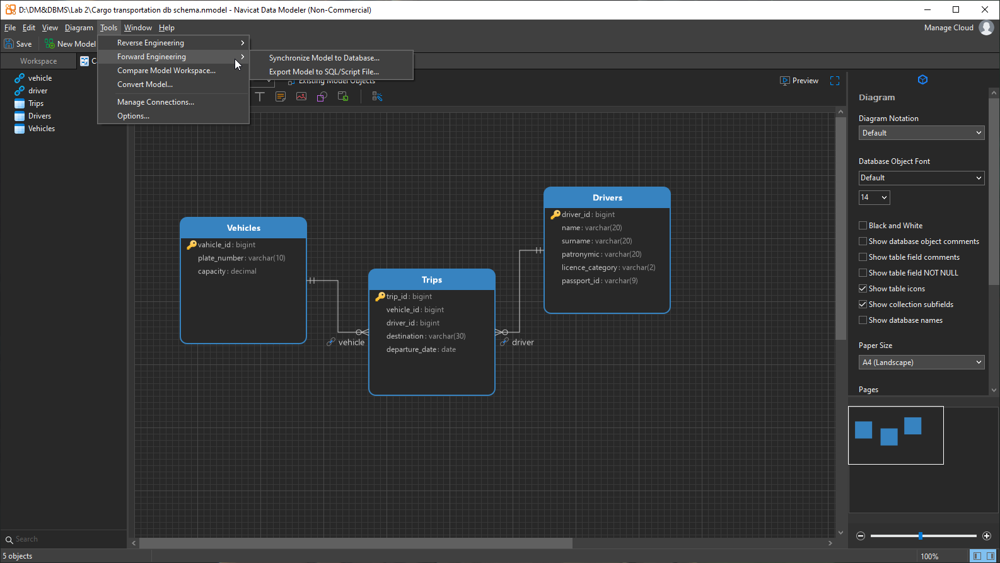 D:\DM&DBMS\Lab 2\Cargo transportation db schema.nmodel - Navicat Data Modeler (Non-Commercial)
File Edit View Diagram Tools Window Help
Manage Cloud
Save New Model
Workspace
C
vehicle
driver
Trips
Drivers
Vehicles
Reverse Engineering
Forward Engineering
Compare Model Workspace...
Convert Model...
Manage Connections...
Options...
Synchronize Model to Database...
Export Model to SQL/Script File...
Existing Model Objects
Preview
Vehicles
vahicle_id: bigint
plate_number: varchar(10)
capacity: decimal
Trips
trip_id: bigint
vehicle_id: bigint
driver_id: bigint
destination: varchar(30)
departure_date: date
vehicle
driver
Drivers
driver_id: bigint
name: varchar(20)
surname: varchar(20)
patronymic: varchar(20)
licence_category: varchar(2)
passport_id: varchar(9)
Diagram
Diagram Notation
Default
Database Object Font
Default
14
Black and White
Show database object comments
Show table field comments
Show table field NOT NULL
Show table icons
Show collection subfields
Show database names
Paper Size
A4 (Landscape)
Pages
Search
5 objects
100%